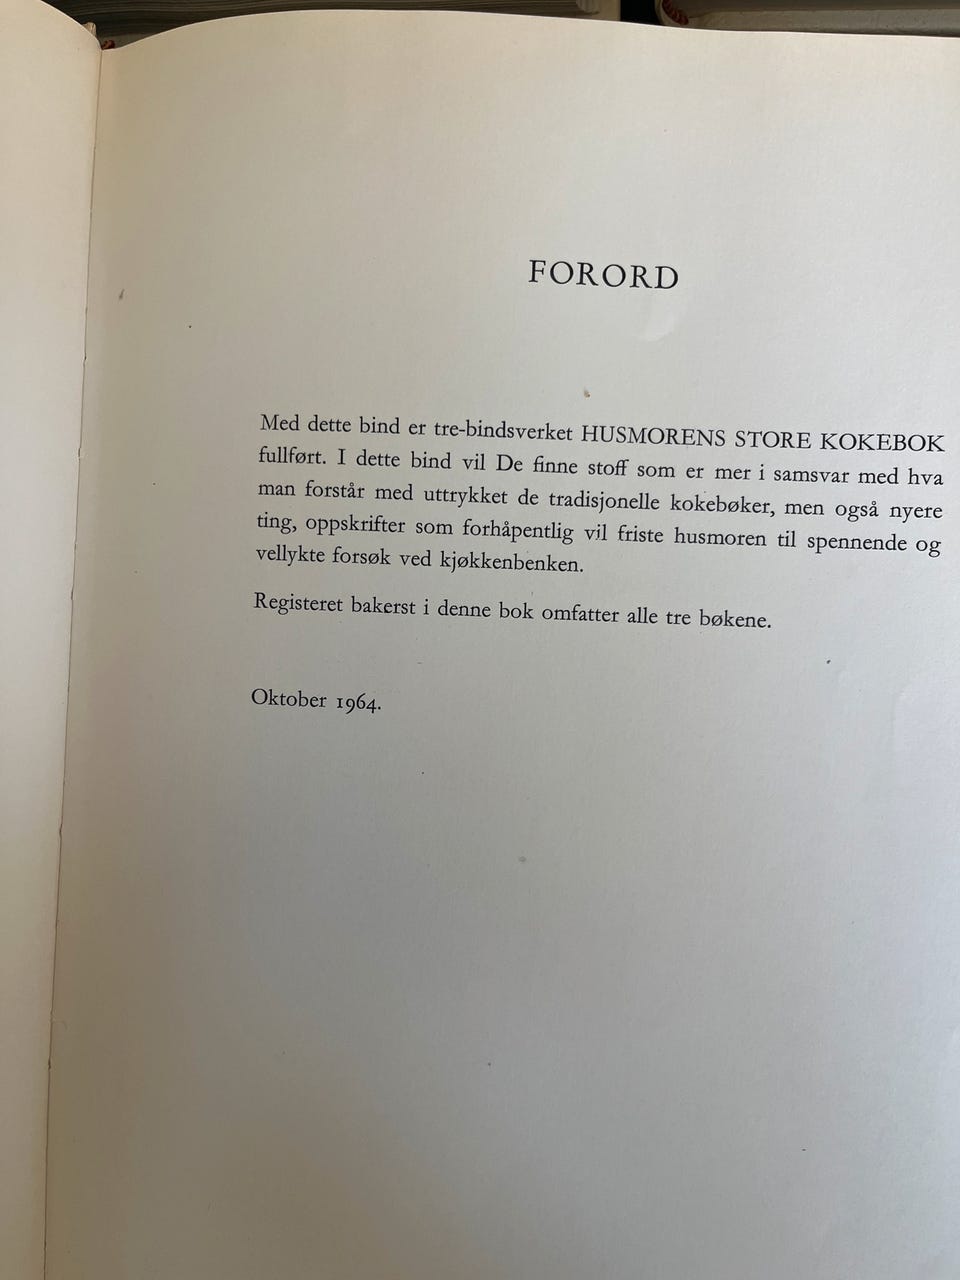 FORORD
Med dette bind er tre-bindsverket HUSMORENS STORE KOKEBOK
fullført. I dette bind vil De finne stoff som er mer i samsvar med hva
man forstår med uttrykket de tradisjonelle kokebøker, men også nyere
ting, oppskrifter som forhåpentlig vil friste husmoren til spennende og
vellykte forsøk ved kjøkkenbenken.
Registeret bakerst i denne bok omfatter alle tre bøkene.
Oktober 1964.